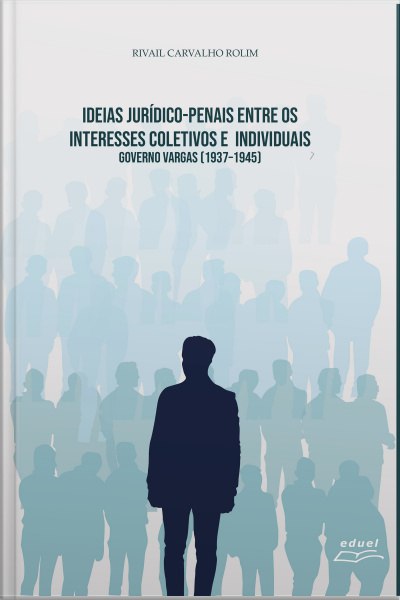 RIVAIL CARVALHO ROLIM
IDEIAS JURÍDICO-PENAIS ENTRE OS
INTERESSES COLETIVOS E INDIVIDUAIS
GOVERNO VARGAS (1937-1945)
eduel